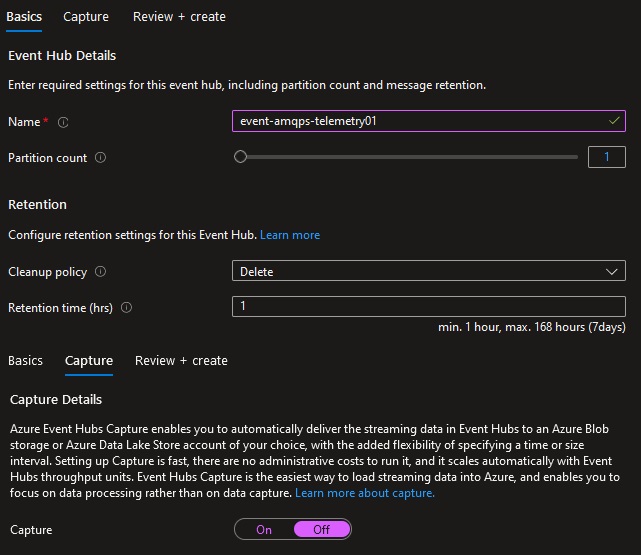 Basics Capture Review + create
Event Hub Details
Enter required settings for this event hub, including partition count and message retention.
Name * event-amqps-telemetry01
Partition count 1
Retention
Configure retention settings for this Event Hub. Learn more
Cleanup policy Delete
Retention time (hrs) 1
min. 1 hour, max. 168 hours (7days)
Basics Capture Review + create
Capture Details
Azure Event Hubs Capture enables you to automatically deliver the streaming data in Event Hubs to an Azure Blob
storage or Azure Data Lake Store account of your choice, with the added flexibility of specifying a time or size
interval. Setting up Capture is fast, there are no administrative costs to run it, and it scales automatically with Event
Hubs throughput units. Event Hubs Capture is the easiest way to load streaming data into Azure, and enables you to
focus on data processing rather than on data capture. Learn more about capture.
Capture On Off